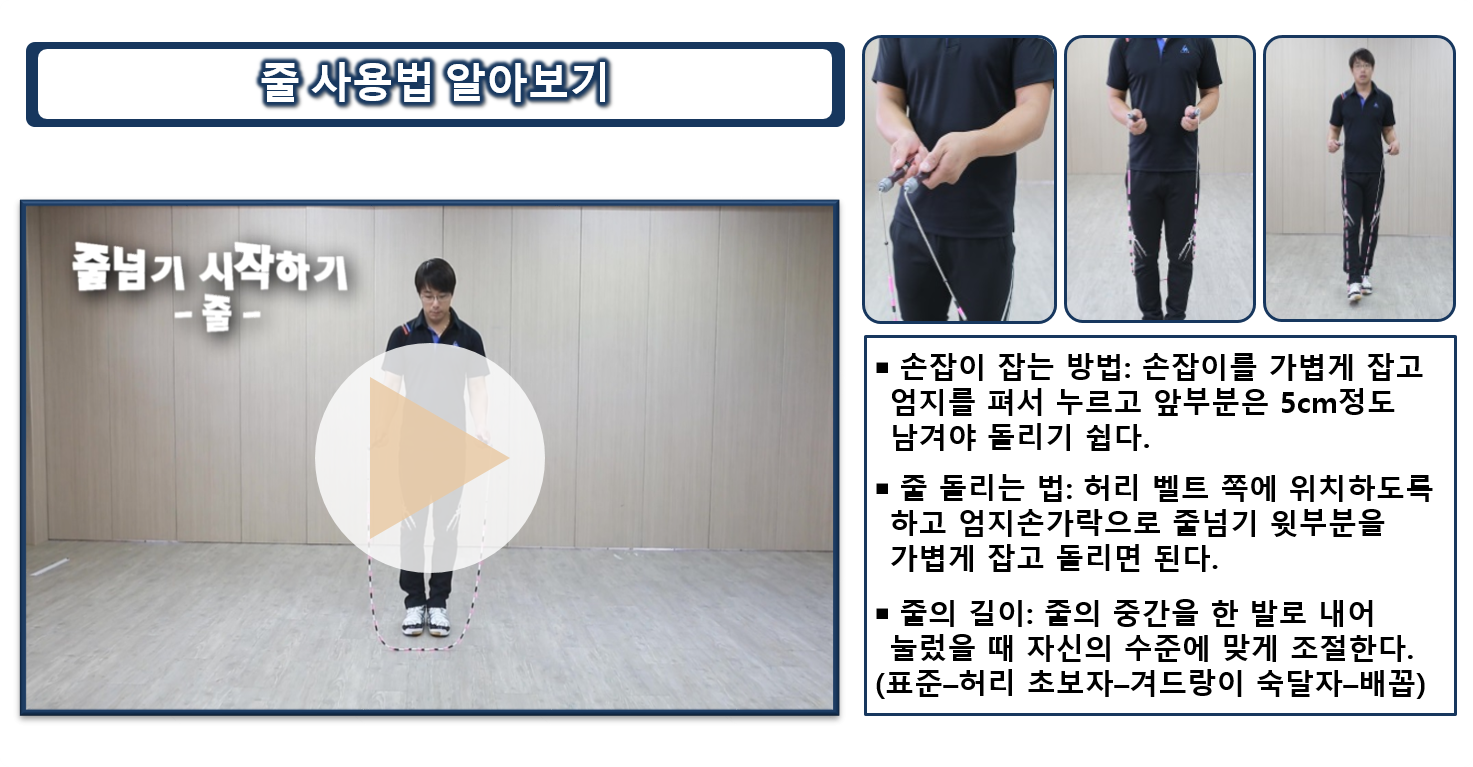 줄 사용법 알아보기
줄넘기 시작하기
- 줄 -
▪ 손잡이 잡는 방법: 손잡이를 가볍게 잡고
엄지를 펴서 누르고 앞부분은 5cm정도
남겨야 돌리기 쉽다.
▪ 줄 돌리는 법: 허리 벨트 쪽에 위치하도록
하고 엄지손가락으로 줄넘기 윗부분을
가볍게 잡고 돌리면 된다.
▪ 줄의 길이: 줄의 중간을 한 발로 내어
눌렀을 때 자신의 수준에 맞게 조절한다.
(표준–허리 초보자–겨드랑이 숙달자–배꼽)